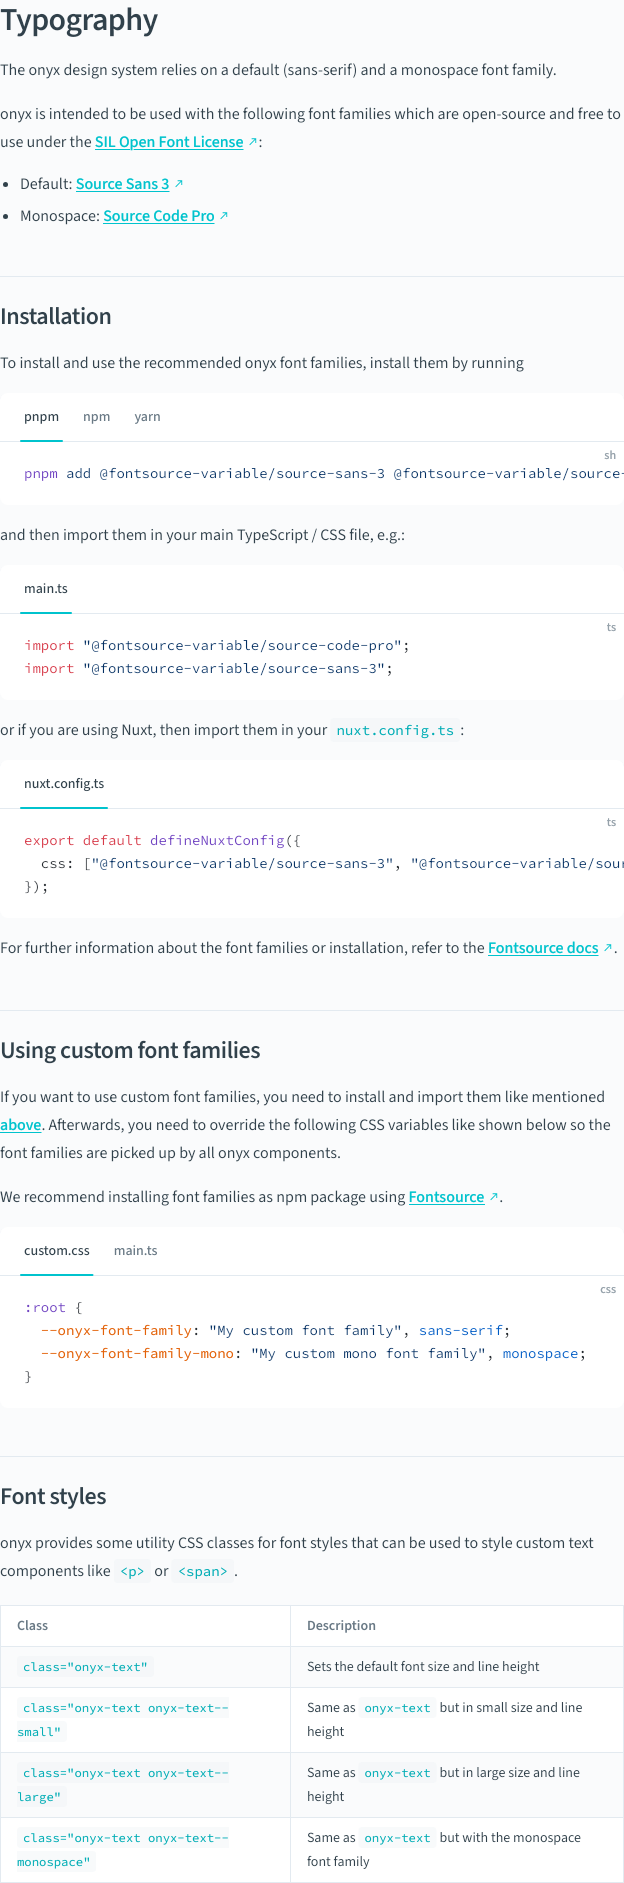 Typography
The onyx design system relies on a default (sans-serif) and a monospace font family.
onyx is intended to be used with the following font families which are open-source and free to
use under the SIL Open Font License ↗:
• Default: Source Sans 3 ↗
• Monospace: Source Code Pro ↗
Installation
To install and use the recommended onyx font families, install them by running
pnpm npm yarn
sh
pnpm add @fontsource-variable/source-sans-3 @fontsource-variable/source-
and then import them in your main TypeScript / CSS file, e.g.:
main.ts
ts
import "@fontsource-variable/source-code-pro";
import "@fontsource-variable/source-sans-3";
or if you are using Nuxt, then import them in your nuxt.config.ts :
nuxt.config.ts
ts
export default defineNuxtConfig({
  css: ["@fontsource-variable/source-sans-3", "@fontsource-variable/sour
});
For further information about the font families or installation, refer to the Fontsource docs ↗.
Using custom font families
If you want to use custom font families, you need to install and import them like mentioned
above. Afterwards, you need to override the following CSS variables like shown below so the
font families are picked up by all onyx components.
We recommend installing font families as npm package using Fontsource ↗.
custom.css main.ts
css
:root {
  --onyx-font-family: "My custom font family", sans-serif;
  --onyx-font-family-mono: "My custom mono font family", monospace;
}
Font styles
onyx provides some utility CSS classes for font styles that can be used to style custom text
components like <p> or <span> .
Class Description
class="onyx-text" Sets the default font size and line height
class="onyx-text onyx-text--
small"
Same as onyx-text but in small size and line
height
class="onyx-text onyx-text--
large"
Same as onyx-text but in large size and line
height
class="onyx-text onyx-text--
monospace"
Same as onyx-text but with the monospace
font family